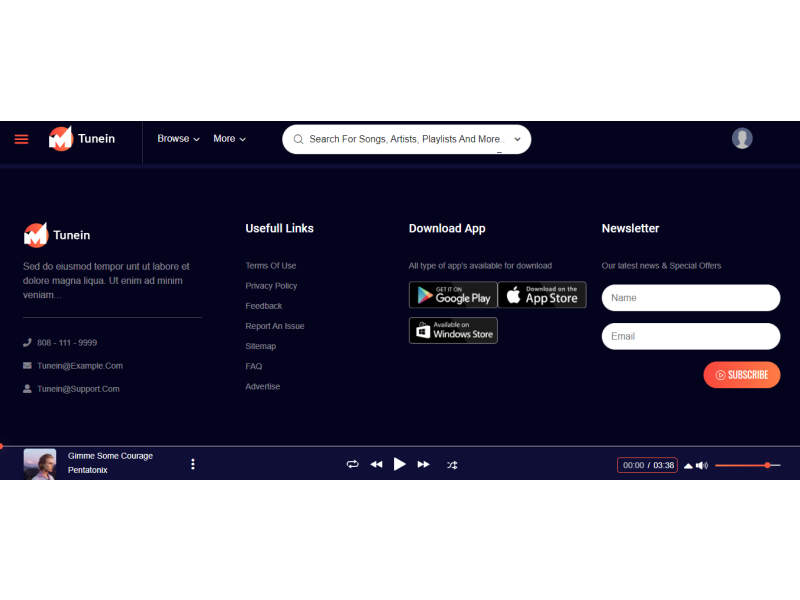 Tunein
Browse
More
Search For Songs, Artists, Playlists And More..
Tunein
Sed do eiusmod tempor unt ut labore et
dolore magna liqua. Ut enim ad minim
veniam...
808 - 111 - 9999
Tunein@Example.Com
Tunein@Support.Com
Usefull Links
Terms Of Use
Privacy Policy
Feedback
Report An Issue
Sitemap
FAQ
Advertise
Download App
All type of app's available for download
GET IT ON
Google Play
Download on the
App Store
Available on
Windows Store
Newsletter
Our latest news & Special Offers
Name
Email
SUBSCRIBE
Gimme Some Courage
Pentatonix
00:00 / 03:38